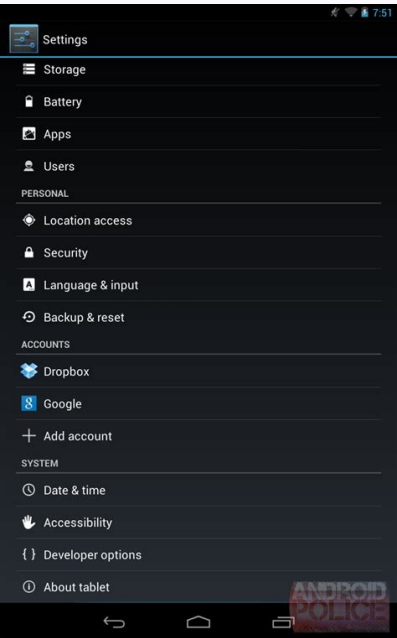 7:51
Settings
Storage
Battery
Apps
Users
PERSONAL
Location access
Security
Language & input
Backup & reset
ACCOUNTS
Dropbox
8 Google
Add account
SYSTEM
Date & time
Accessibility
{ } Developer options
About tablet
ANDROID
POLICE